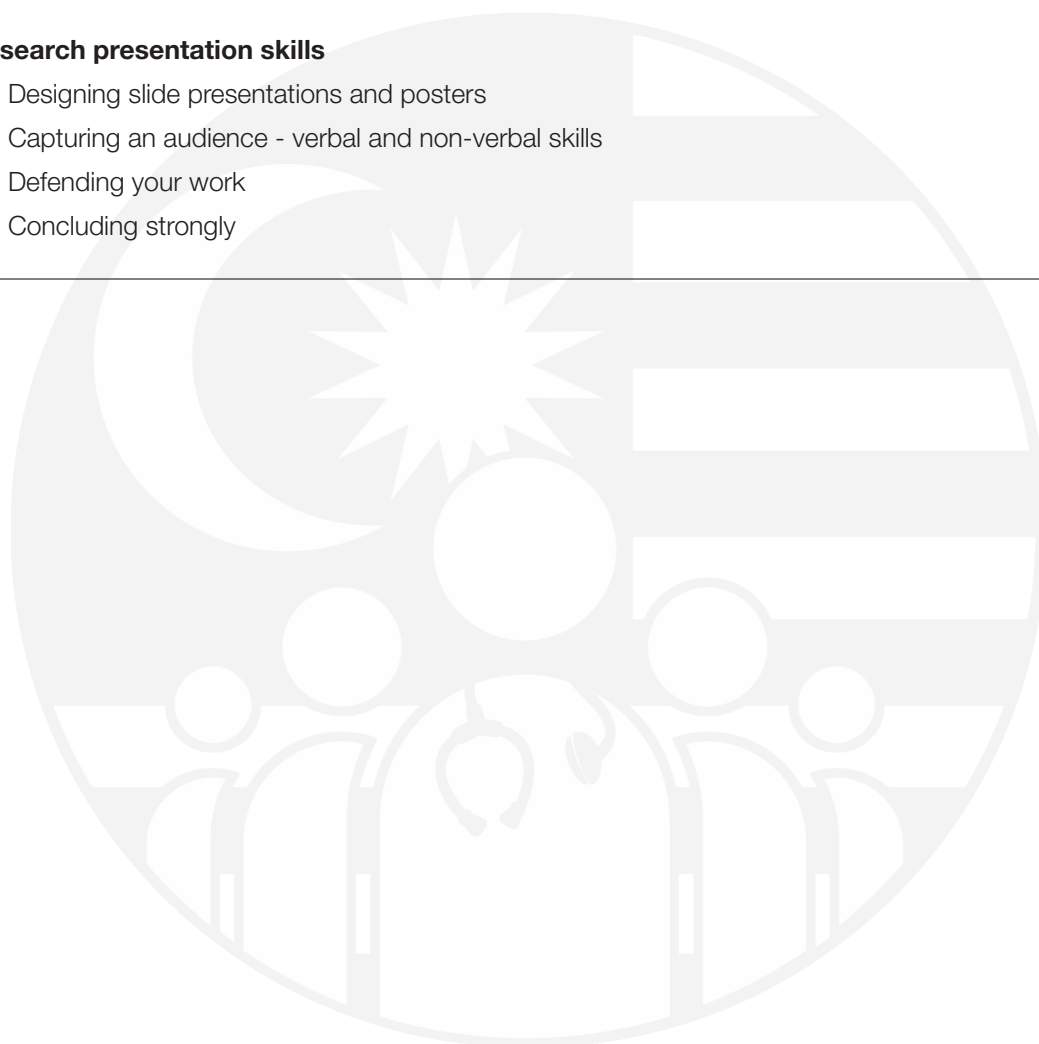 search presentation skills
Designing slide presentations and posters
Capturing an audience - verbal and non-verbal skills
Defending your work
Concluding strongly